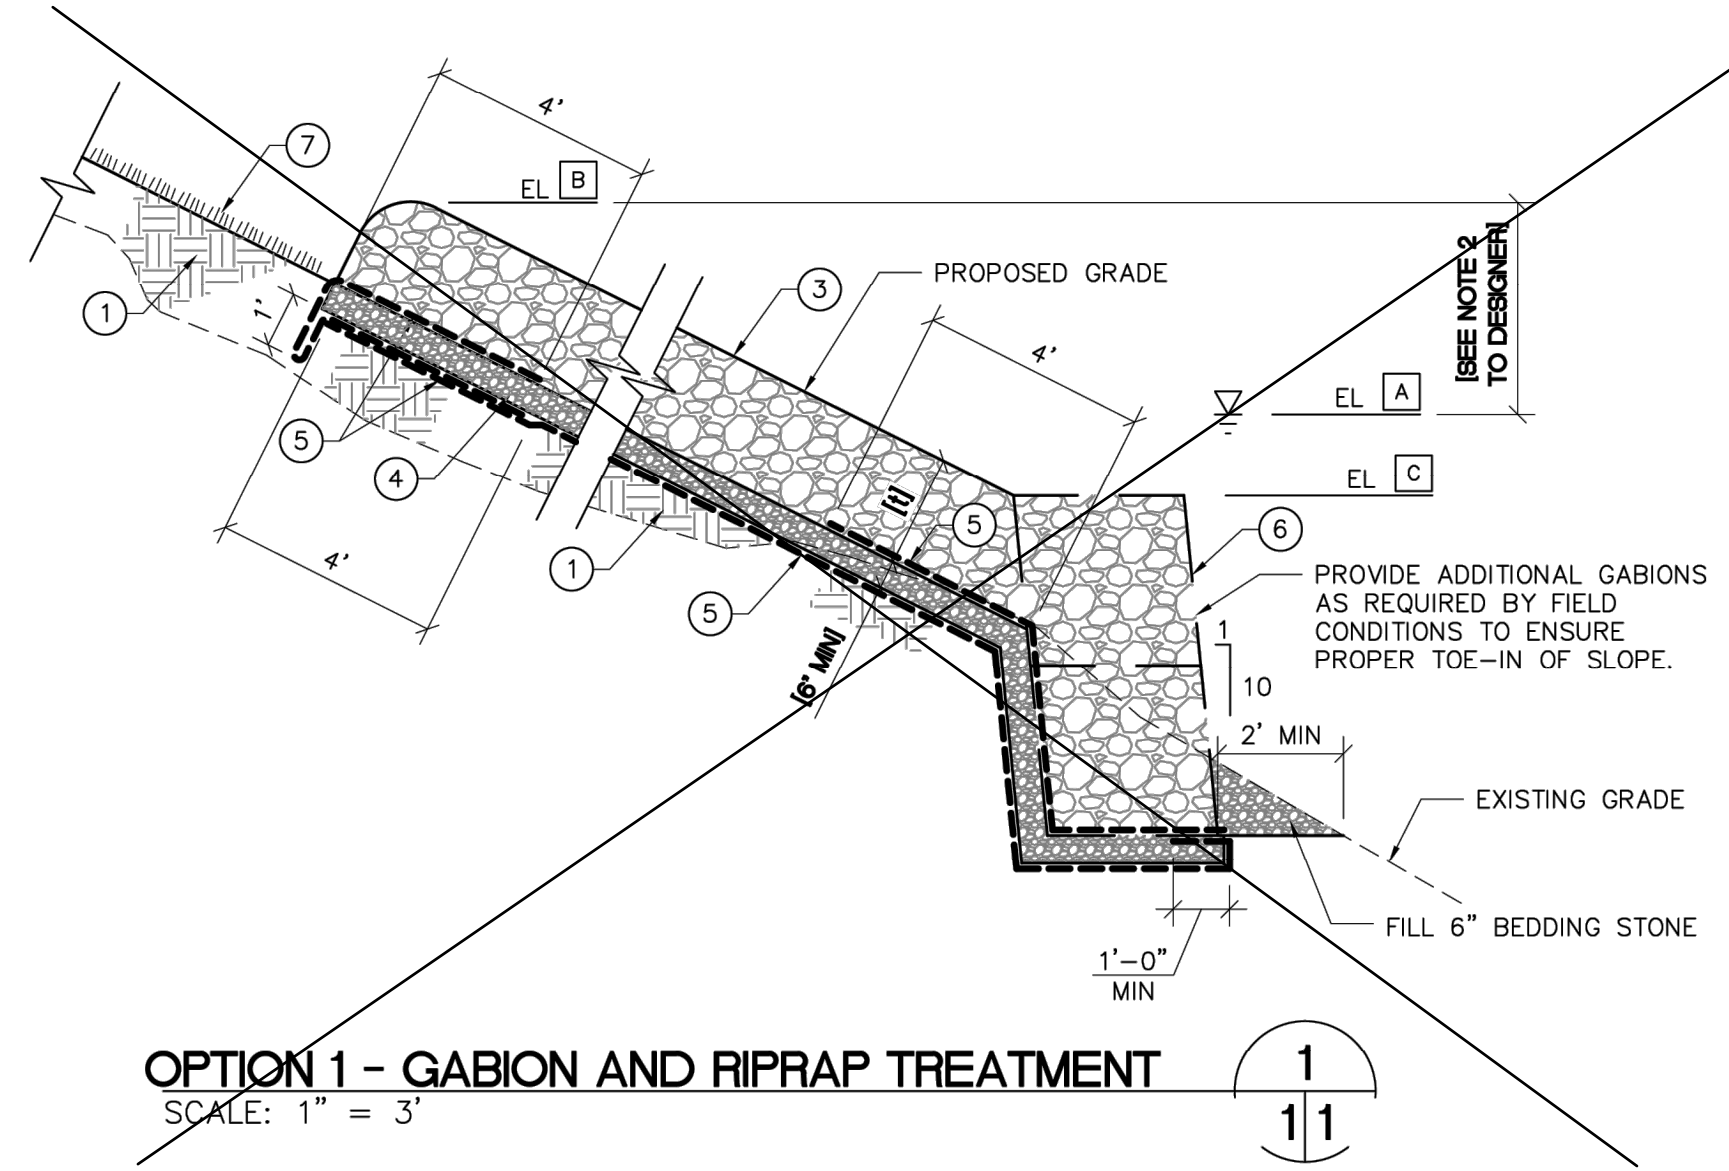 4'
7
EL B
[SEE NOTE 2
TO DESIGNER]
PROPOSED GRADE
3
1
1'
4'
EL A
5
4
EL C
[t]
5
6
4'
1
PROVIDE ADDITIONAL GABIONS
AS REQUIRED BY FIELD
CONDITIONS TO ENSURE
PROPER TOE-IN OF SLOPE.
5
1
10
[6" MIN]
2' MIN
EXISTING GRADE
FILL 6" BEDDING STONE
1'-0"
MIN
OPTION 1 - GABION AND RIPRAP TREATMENT
SCALE: 1" = 3'
1
11